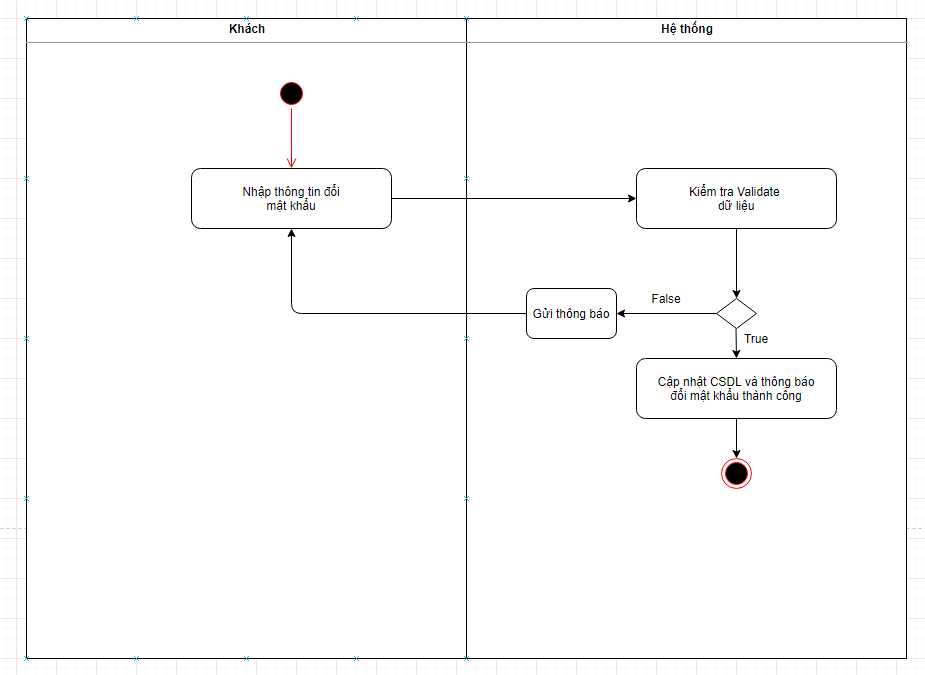 Khách
Hệ thống
Nhập thông tin đổi
mật khẩu
Kiểm tra Validate
dữ liệu
Gửi thông báo
False
True
Cập nhật CSDL và thông báo
đổi mật khẩu thành công